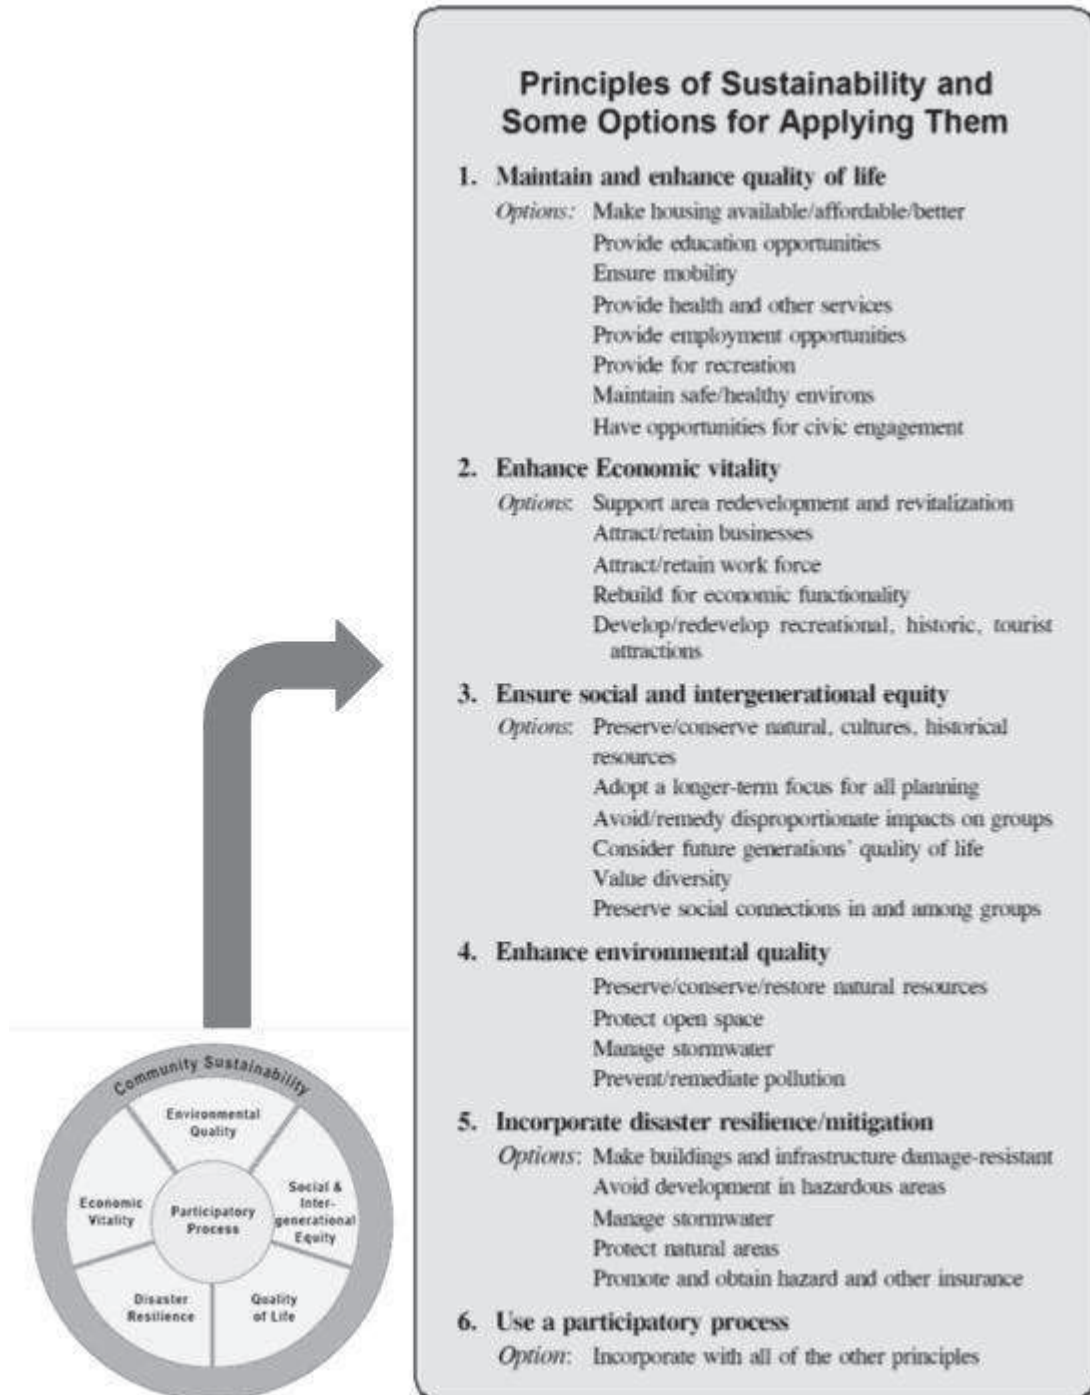 Principles of Sustainability and
Some Options for Applying Them
1. Maintain and enhance quality of life
Options: Make housing available/affordable/better
Provide education opportunities
Ensure mobility
Provide health and other services
Provide employment opportunities
Provide for recreation
Maintain safe/healthy environs
Have opportunities for civic engagement
2. Enhance Economic vitality
Options: Support area redevelopment and revitalization
Attract/retain businesses
Attract/retain work force
Rebuild for economic functionality
Develop/redevelop recreational, historic, tourist
attractions
3. Ensure social and intergenerational equity
Options: Preserve/conserve natural, cultures, historical
resources
Adopt a longer-term focus for all planning
Avoid/remedy disproportionate impacts on groups
Consider future generations' quality of life
Value diversity
Preserve social connections in and among groups
4. Enhance environmental quality
Preserve/conserve/restore natural resources
Protect open space
Manage stormwater
Prevent/remediate pollution
5. Incorporate disaster resilience/mitigation
Options: Make buildings and infrastructure damage-resistant
Avoid development in hazardous areas
Manage stormwater
Protect natural areas
Promote and obtain hazard and other insurance
6. Use a participatory process
Option: Incorporate with all of the other principles
Community Sustainability
Environmental
Quality
Economic
Vitality
Participatory
Process
Social &
Inter-
generational
Equity
Disaster
Resilience
Quality
of Life